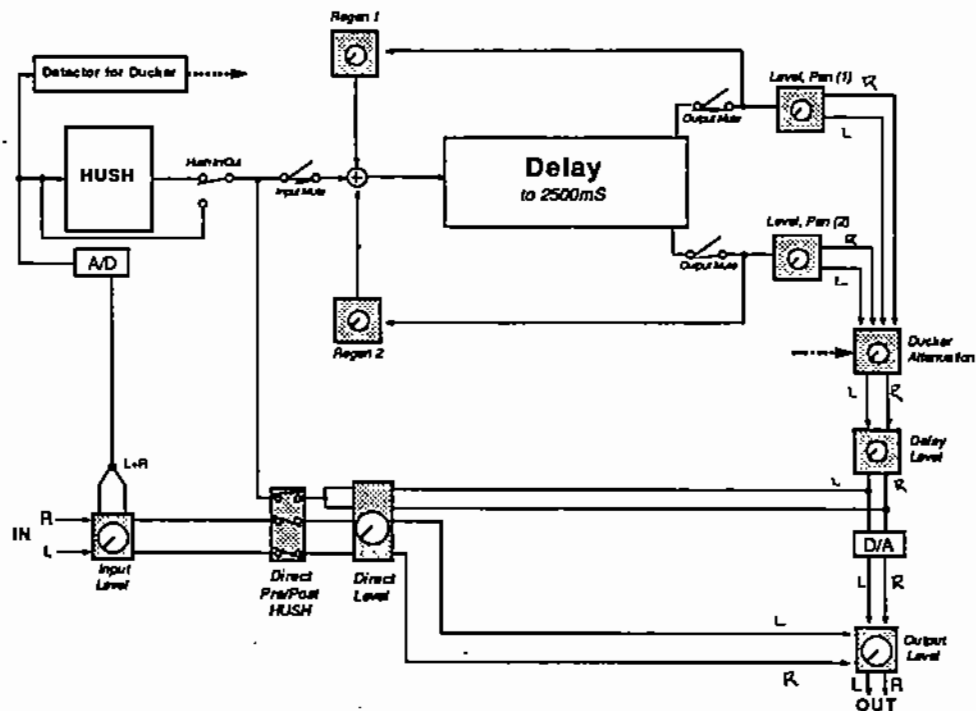 Regen 1
Detector for Ducker
Level, Pan (1)
R
L
Output Mute
HUSH
Hush In/Out
Input Mute
Delay
to 2500mS
Level, Pan (2)
R
L
Output Mute
A/D
Regen 2
Ducker
Attenuation
L
R
L+R
Delay
Level
L
R
IN
R
L
D/A
Input
Level
Direct
Pre/Post
HUSH
Direct
Level
L
R
L
R
Output
Level
L
R
OUT